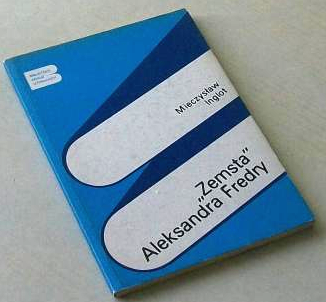 Mieczysław
Inglot
„Zemsta”
Aleksandra Fredry